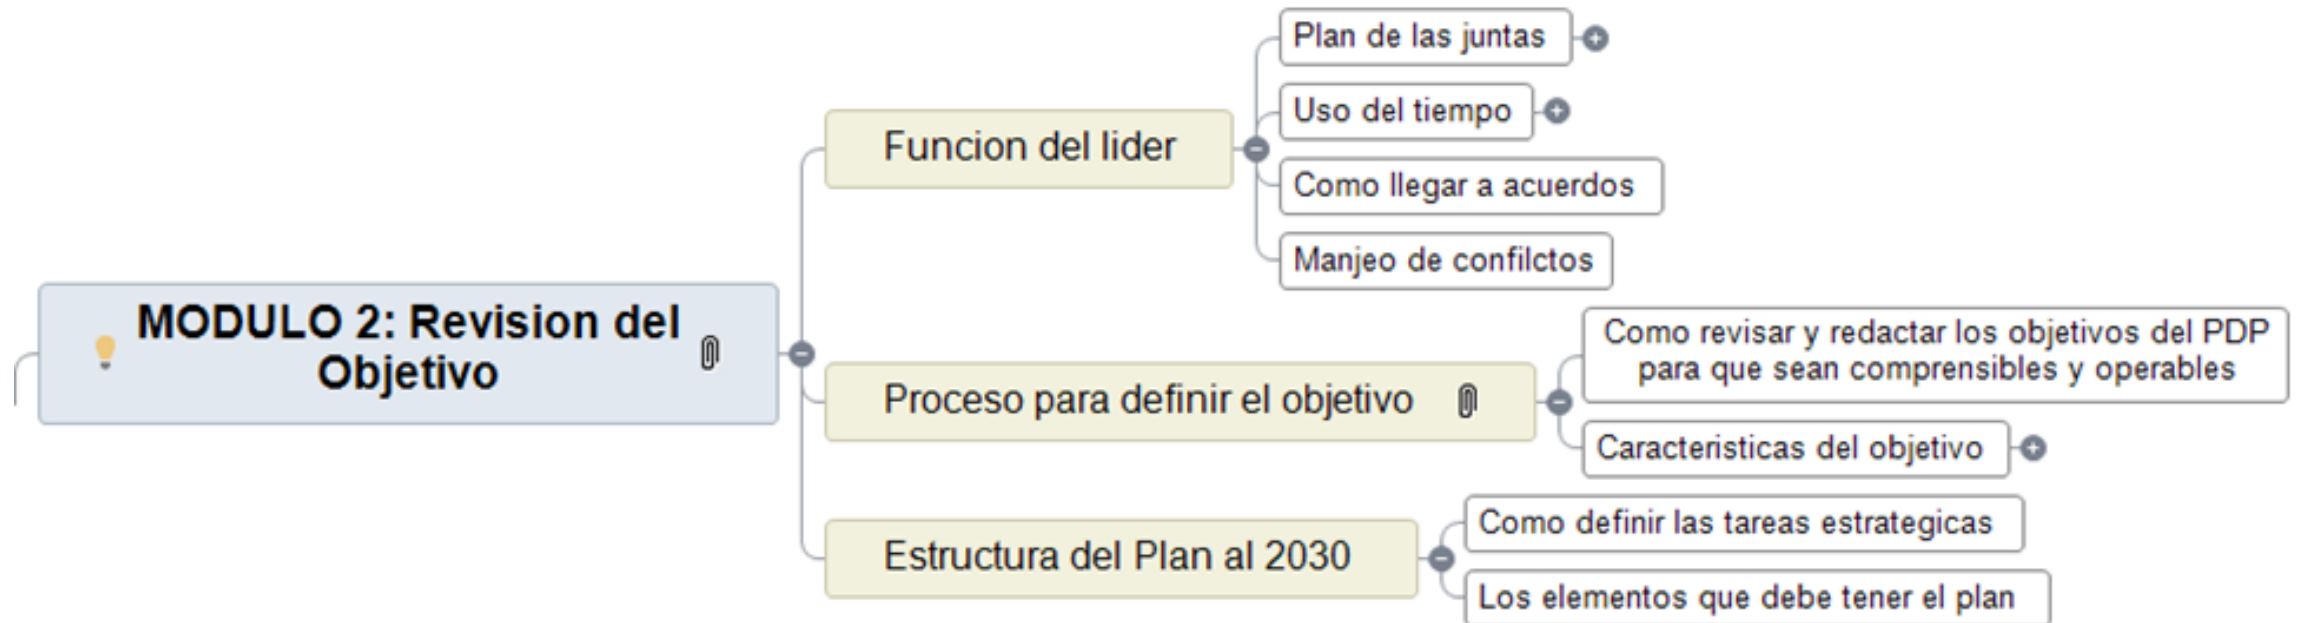 Plan de las juntas
Uso del tiempo
Funcion del lider
Como llegar a acuerdos
Manjeo de confilctos
MODULO 2: Revision del
Objetivo
Como revisar y redactar los objetivos del PDP
para que sean comprensibles y operables
Proceso para definir el objetivo
Caracteristicas del objetivo
Como definir las tareas estrategicas
Estructura del Plan al 2030
Los elementos que debe tener el plan